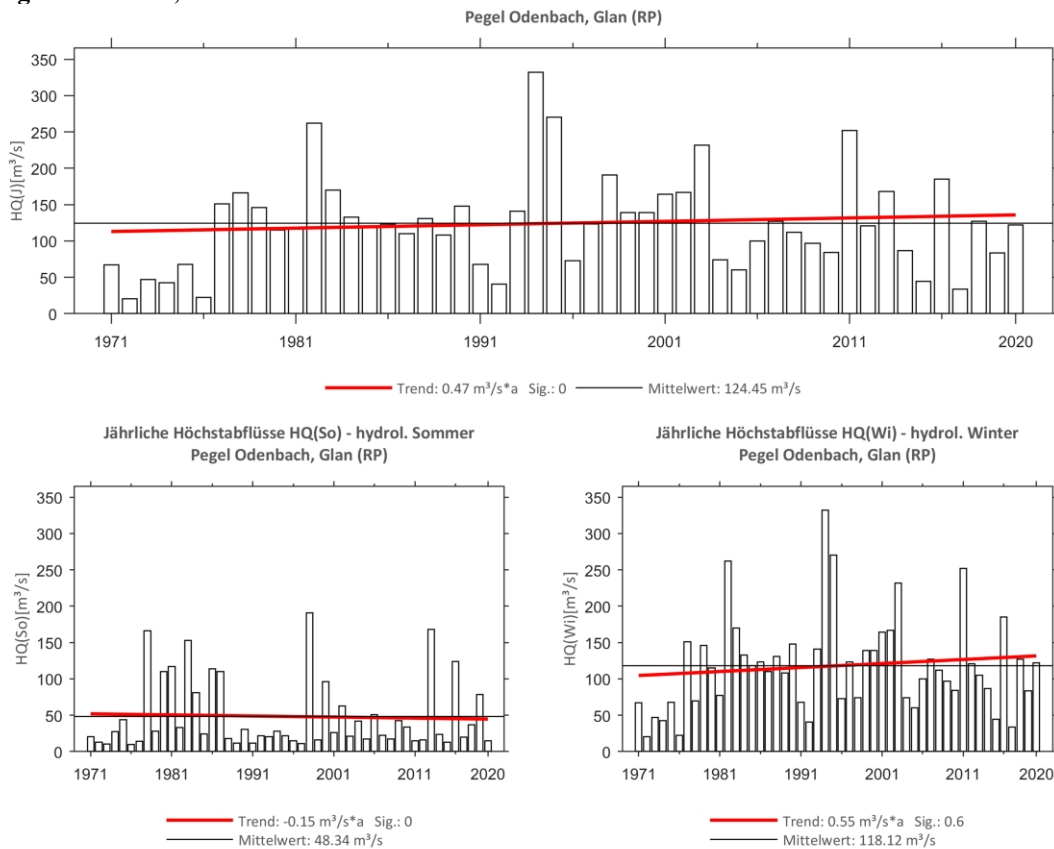 Pegel Odenbach, Glan (RP)
HQ(J)[m³/s]
350
300
250
200
150
100
50
0
1971 1981 1991 2001 2011 2020
Trend: 0.47 m³/s*a Sig.: 0 Mittelwert: 124.45 m³/s
Jährliche Höchstabflüsse HQ(So) - hydrol. Sommer
Pegel Odenbach, Glan (RP)
HQ(So)[m³/s]
350
300
250
200
150
100
50
0
1971 1981 1991 2001 2011 2020
Trend: -0.15 m³/s*a Sig.: 0
Mittelwert: 48.34 m³/s
Jährliche Höchstabflüsse HQ(Wi) - hydrol. Winter
Pegel Odenbach, Glan (RP)
HQ(Wi)[m³/s]
350
300
250
200
150
100
50
0
1971 1981 1991 2001 2011 2020
Trend: 0.55 m³/s*a Sig.: 0.6
Mittelwert: 118.12 m³/s